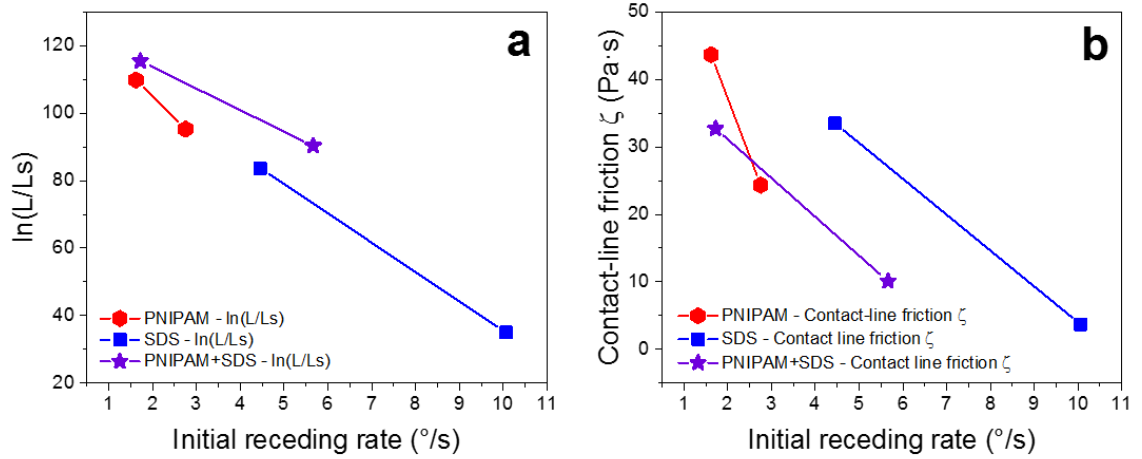 a
120
100
80
60
40
20
ln(L/Ls)
PNIPAM - ln(L/Ls)
SDS - ln(L/Ls)
PNIPAM+SDS - ln(L/Ls)
1 2 3 4 5 6 7 8 9 10 11
Initial receding rate (°/s)
b
50
40
30
20
10
0
Contact-line friction ζ (Pa·s)
PNIPAM - Contact-line friction ζ
SDS - Contact line friction ζ
PNIPAM+SDS - Contact line friction ζ
1 2 3 4 5 6 7 8 9 10 11
Initial receding rate (°/s)